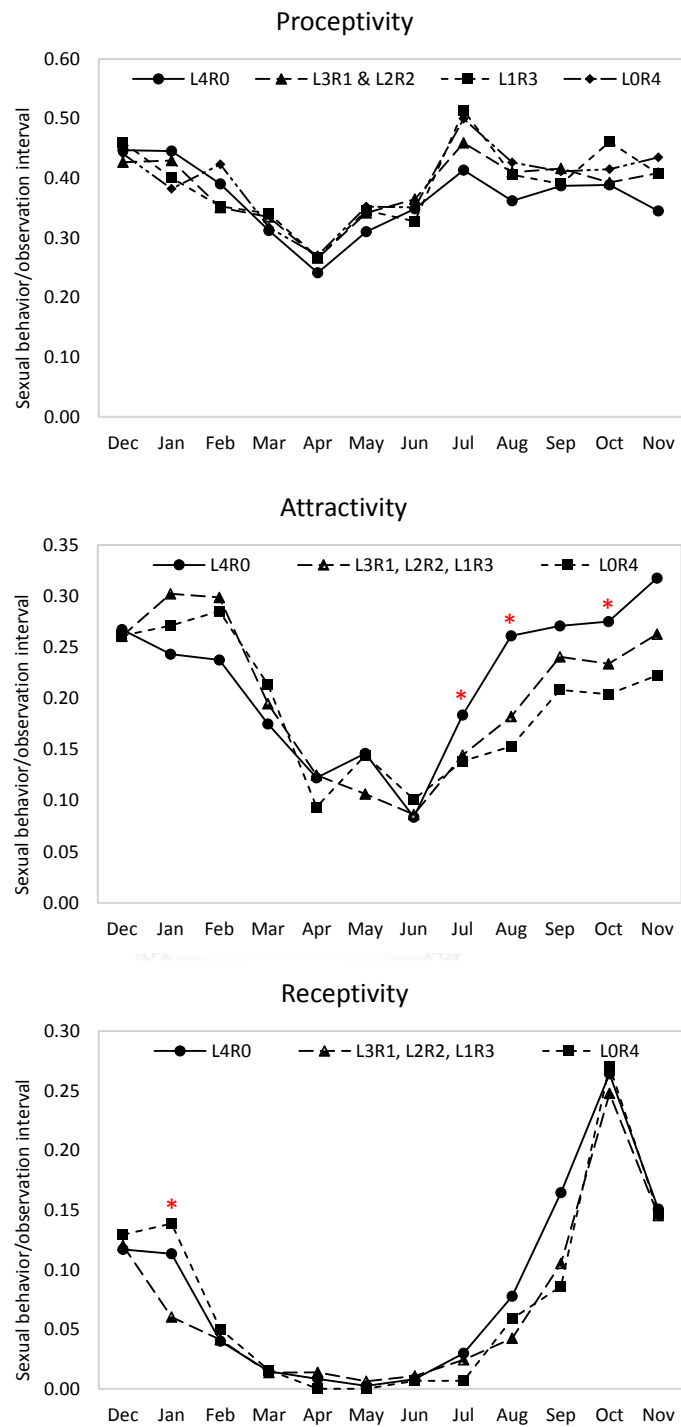 Proceptivity
0.60
L4R0 L3R1 & L2R2 L1R3 L0R4
0.50
0.40
0.30
0.20
0.10
0.00
Sexual behavior/observation interval
Dec Jan Feb Mar Apr May Jun Jul Aug Sep Oct Nov
Attractivity
0.35
L4R0 L3R1, L2R2, L1R3 L0R4
0.30
* * *
0.25
0.20
0.15
0.10
0.05
0.00
Sexual behavior/observation interval
Dec Jan Feb Mar Apr May Jun Jul Aug Sep Oct Nov
Receptivity
0.30
L4R0 L3R1, L2R2, L1R3 L0R4
0.25
0.20
0.15
*
0.10
0.05
0.00
Sexual behavior/observation interval
Dec Jan Feb Mar Apr May Jun Jul Aug Sep Oct Nov